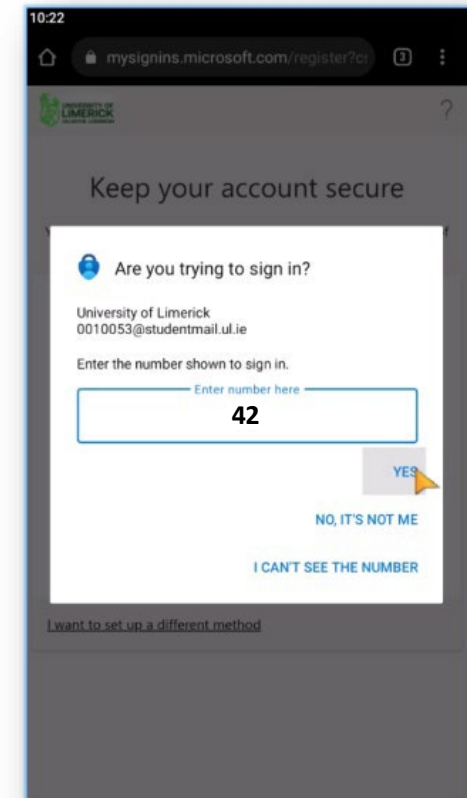 10:22
mysignins.microsoft.com/register?cs
3
UNIVERSITY OF
LIMERICK
?
Keep your account secure
Are you trying to sign in?
University of Limerick
0010053@studentmail.ul.ie
Enter the number shown to sign in.
Enter number here
42
YES
NO, IT'S NOT ME
I CAN'T SEE THE NUMBER
I want to set up a different method